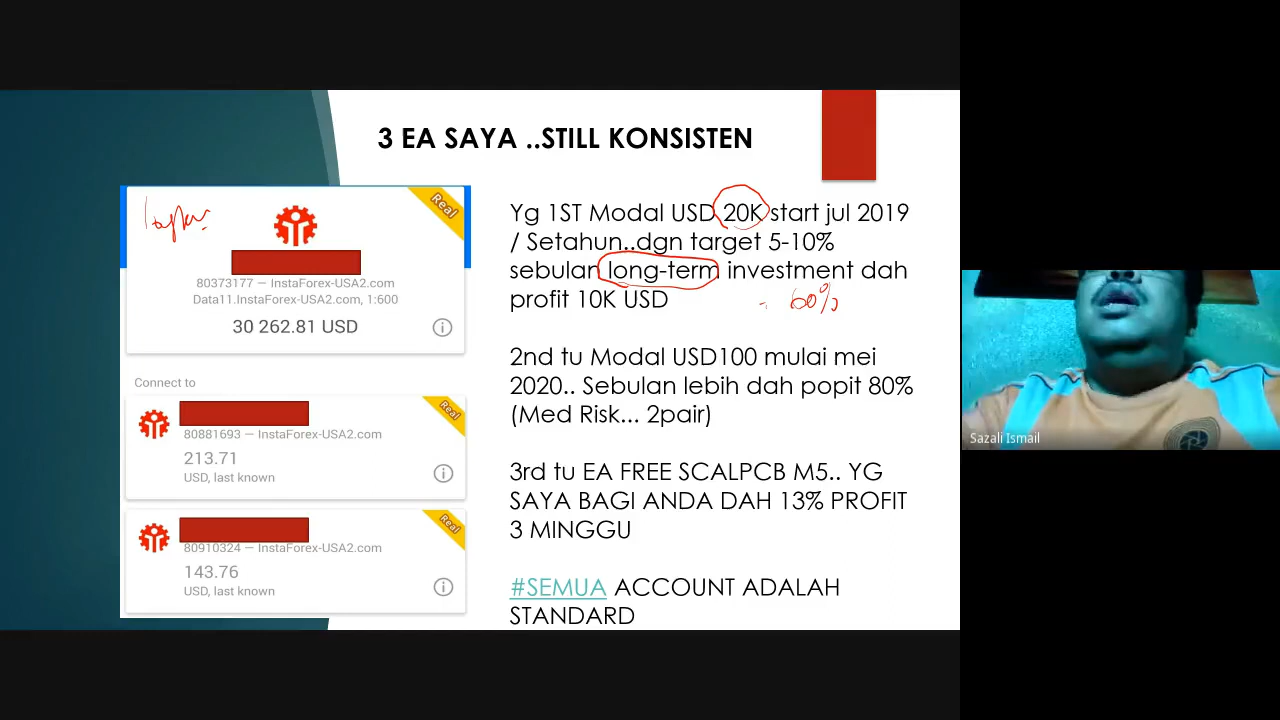 3 EA SAYA ..STILL KONSISTEN
Real
80373177 — InstaForex-USA2.com
Data11.InstaForex-USA2.com, 1:600
30 262.81 USD
Connect to
Real
80881693 — InstaForex-USA2.com
213.71
USD, last known
Real
80910324 — InstaForex-USA2.com
143.76
USD, last known
Yg 1ST Modal USD 20K start jul 2019
/ Setahun..dgn target 5-10%
sebulan long-term investment dah
profit 10K USD
60%
2nd tu Modal USD100 mulai mei
2020.. Sebulan lebih dah popit 80%
(Med Risk... 2pair)
3rd tu EA FREE SCALPCB M5.. YG
SAYA BAGI ANDA DAH 13% PROFIT
3 MINGGU
#SEMUA ACCOUNT ADALAH
STANDARD
Sazali Ismail